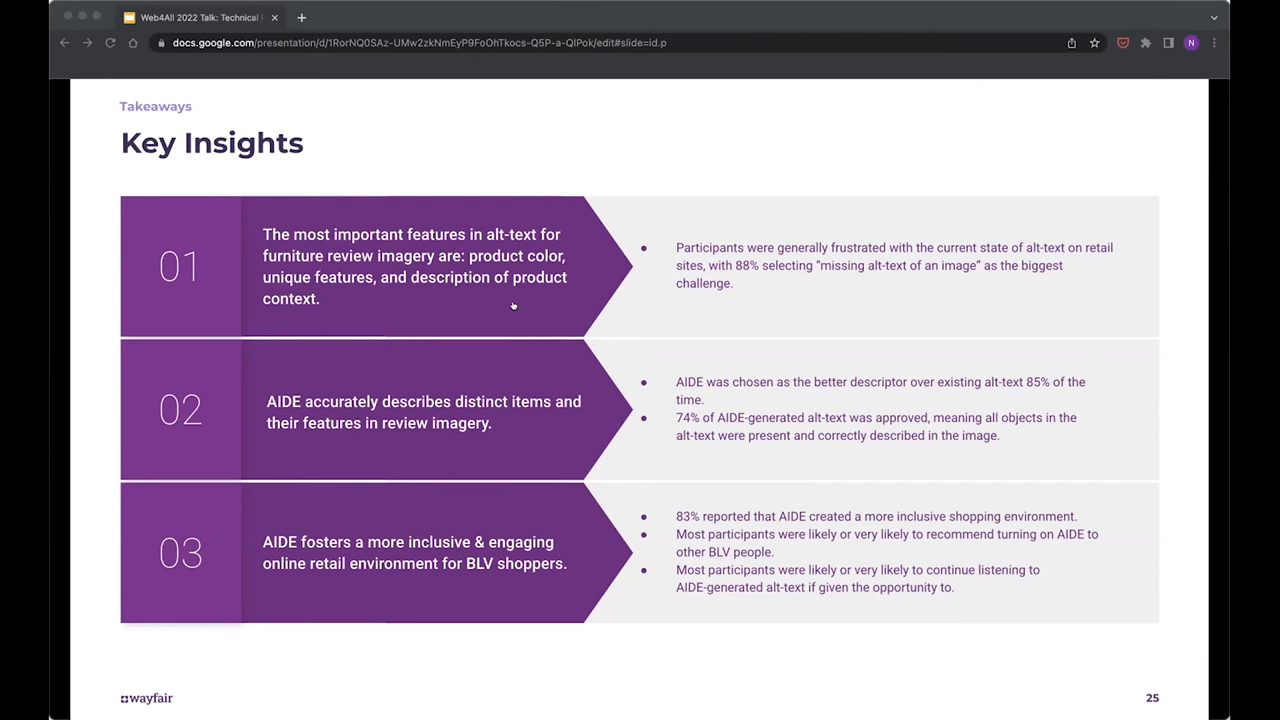 Web4All 2022 Talk: Technical
docs.google.com/presentation/d/1RorNQ0SAz-UMw2zkNmEyP9FoOhTkocs-Q5P-a-QlPok/edit#slide=id.p
N
Takeaways
Key Insights
01
The most important features in alt-text for
furniture review imagery are: product color,
unique features, and description of product
context.
Participants were generally frustrated with the current state of alt-text on retail
sites, with 88% selecting “missing alt-text of an image” as the biggest
challenge.
02
AIDE accurately describes distinct items and
their features in review imagery.
AIDE was chosen as the better descriptor over existing alt-text 85% of the
time.
74% of AIDE-generated alt-text was approved, meaning all objects in the
alt-text were present and correctly described in the image.
03
AIDE fosters a more inclusive & engaging
online retail environment for BLV shoppers.
83% reported that AIDE created a more inclusive shopping environment.
Most participants were likely or very likely to recommend turning on AIDE to
other BLV people.
Most participants were likely or very likely to continue listening to
AIDE-generated alt-text if given the opportunity to.
wayfair
25